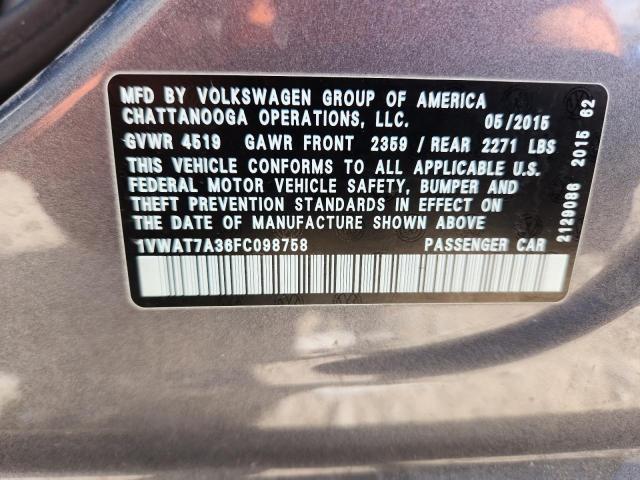 MFD BY VOLKSWAGEN GROUP OF AMERICA
CHATTANOOGA OPERATIONS, LLC. 05/2015
GVWR 4519 GAWR FRONT 2359 / REAR 2271 LBS
THIS VEHICLE CONFORMS TO ALL APPLICABLE U.S.
FEDERAL MOTOR VEHICLE SAFETY, BUMPER AND
THEFT PREVENTION STANDARDS IN EFFECT ON
THE DATE OF MANUFACTURE SHOWN ABOVE
1VWAT7A36FC098758 PASSENGER CAR
2129086 2015 62